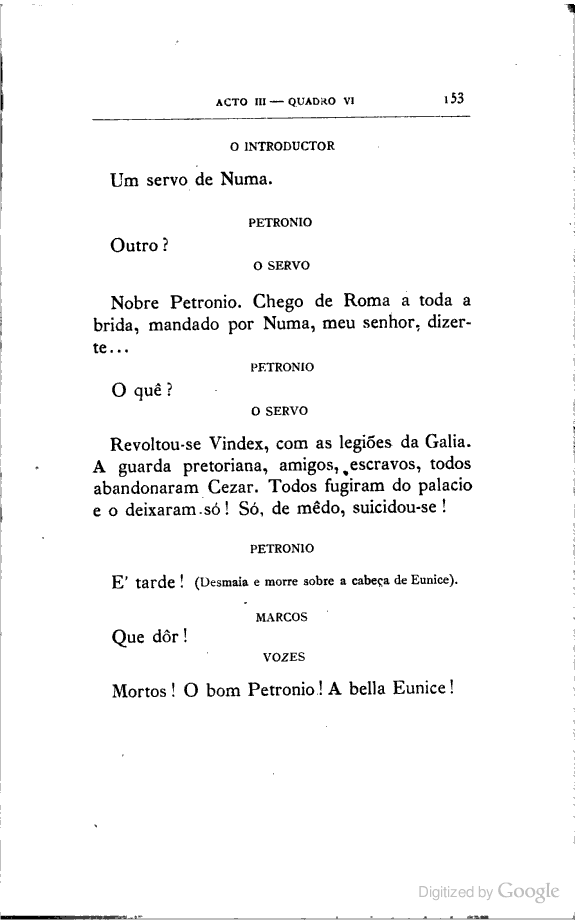 ACTO III — QUADRO VI 153
O INTRODUCTOR
Um servo de Numa.
PETRONIO
Outro ?
O SERVO
Nobre Petronio. Chego de Roma a toda a
brida, mandado por Numa, meu senhor, dizer-
te...
PETRONIO
O quê ?
O SERVO
Revoltou-se Vindex, com as legiões da Galia.
A guarda pretoriana, amigos, escravos, todos
abandonaram Cezar. Todos fugiram do palacio
e o deixaram só ! Só, de mêdo, suicidou-se !
PETRONIO
E' tarde ! (Desmaia e morre sobre a cabeça de Eunice).
MARCOS
Que dôr !
VOZES
Mortos ! O bom Petronio ! A bella Eunice !
Digitized by Google